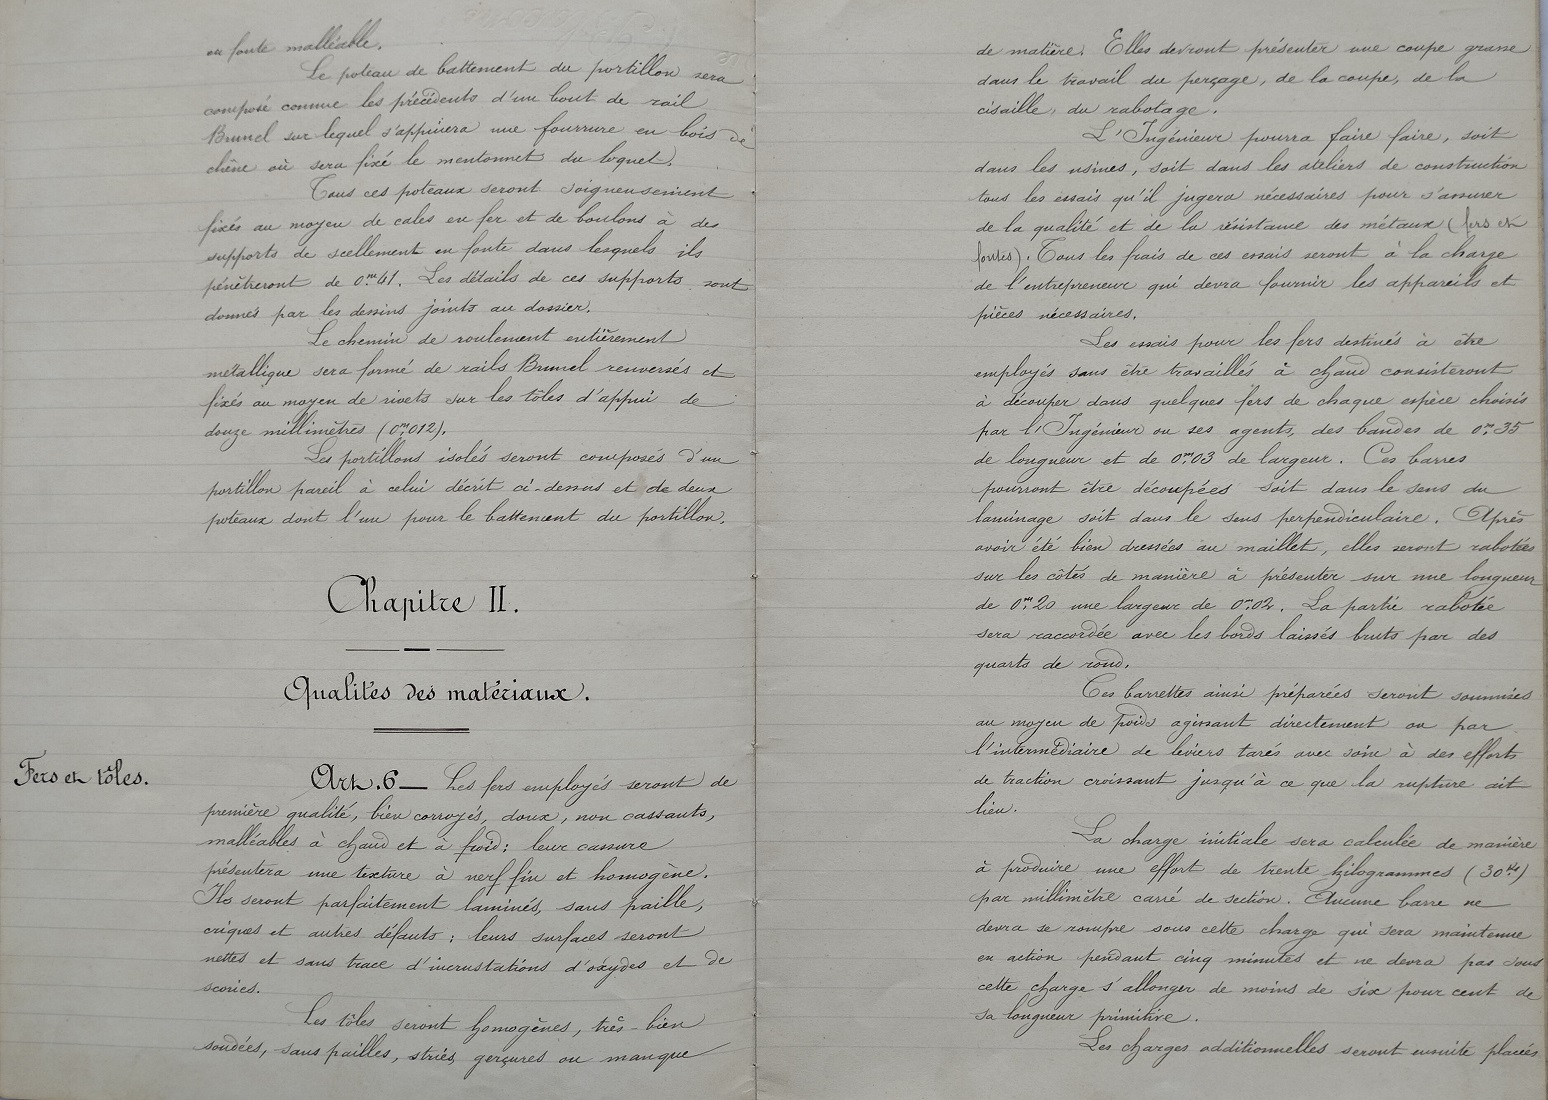 en fonte malléable.
Le poteau de battement du portillon sera
composé comme les précédents d'un bout de rail
Brunel sur lequel s'appuiera une fourrure en bois de
chêne où sera fixé le mentonnet du loquet.
Tous ces poteaux seront soigneusement
fixés au moyen de cales en fer et de boulons à des
supports de scellement en fonte dans lesquels ils
pénètreront de 0m41. Les détails de ces supports sont
donnés par les dessins joints au dossier.
Le chemin de roulement entièrement
métallique sera formé de rails Brunel renversés et
fixés au moyen de rivets sur les tôles d'appui de
douze millimètres (0m012).
Les portillons isolés seront composés d'un
portillon pareil à celui décrit ci-dessus et de deux
poteaux dont l'un pour le battement du portillon.
Chapitre II.
Qualités des matériaux.
Fers et tôles.
Art. 6 — Les fers employés seront de
première qualité, bien corroyés, doux, non cassants,
malléables à chaud et à froid; leur cassure
présentera une texture à nerf fin et homogène.
Ils seront parfaitement laminés, sans paille,
criques et autres défauts; leurs surfaces seront
nettes et sans trace d'incrustations d'oxydes et de
scories.
Les tôles seront homogènes, très-bien
soudées, sans pailles, striés, gerçures ou manque
de matière. Elles devront présenter une coupe grasse
dans le travail du perçage, de la coupe, de la
cisaille, du rabotage.
L'Ingénieur pourra faire faire, soit
dans les usines, soit dans les ateliers de construction
tous les essais qu'il jugera nécessaires pour s'assurer
de la qualité et de la résistance des métaux (fers et
fontes). Tous les frais de ces essais seront à la charge
de l'entrepreneur qui devra fournir les appareils et
pièces nécessaires.
Les essais pour les fers destinés à être
employés sans être travaillés à chaud consisteront
à découper dans quelques fers de chaque espèce choisis
par l'Ingénieur ou ses agents, des bandes de 0m35
de longueur et de 0m03 de largeur. Ces barres
pourront être découpées soit dans le sens du
laminage soit dans le sens perpendiculaire. Après
avoir été bien dressées au maillet, elles seront rabotées
sur les côtés de manière à présenter sur une longueur
de 0m20 une largeur de 0m02. La partie rabotée
sera raccordée avec les bords laissés bruts par des
quarts de rond.
Ces barrettes ainsi préparées seront soumises
au moyen de poids agissant directement ou par
l'intermédiaire de leviers tarés avec soin à des efforts
de traction croissant jusqu'à ce que la rupture ait
lieu.
La charge initiale sera calculée de manière
à produire une effort de trente kilogrammes (30ko)
par millimètre carré de section. Aucune barre ne
devra se rompre sous cette charge qui sera maintenue
en action pendant cinq minutes et ne devra pas sous
cette charge s'allonger de moins de six pour cent de
sa longueur primitive.
Les charges additionnelles seront ensuite placées